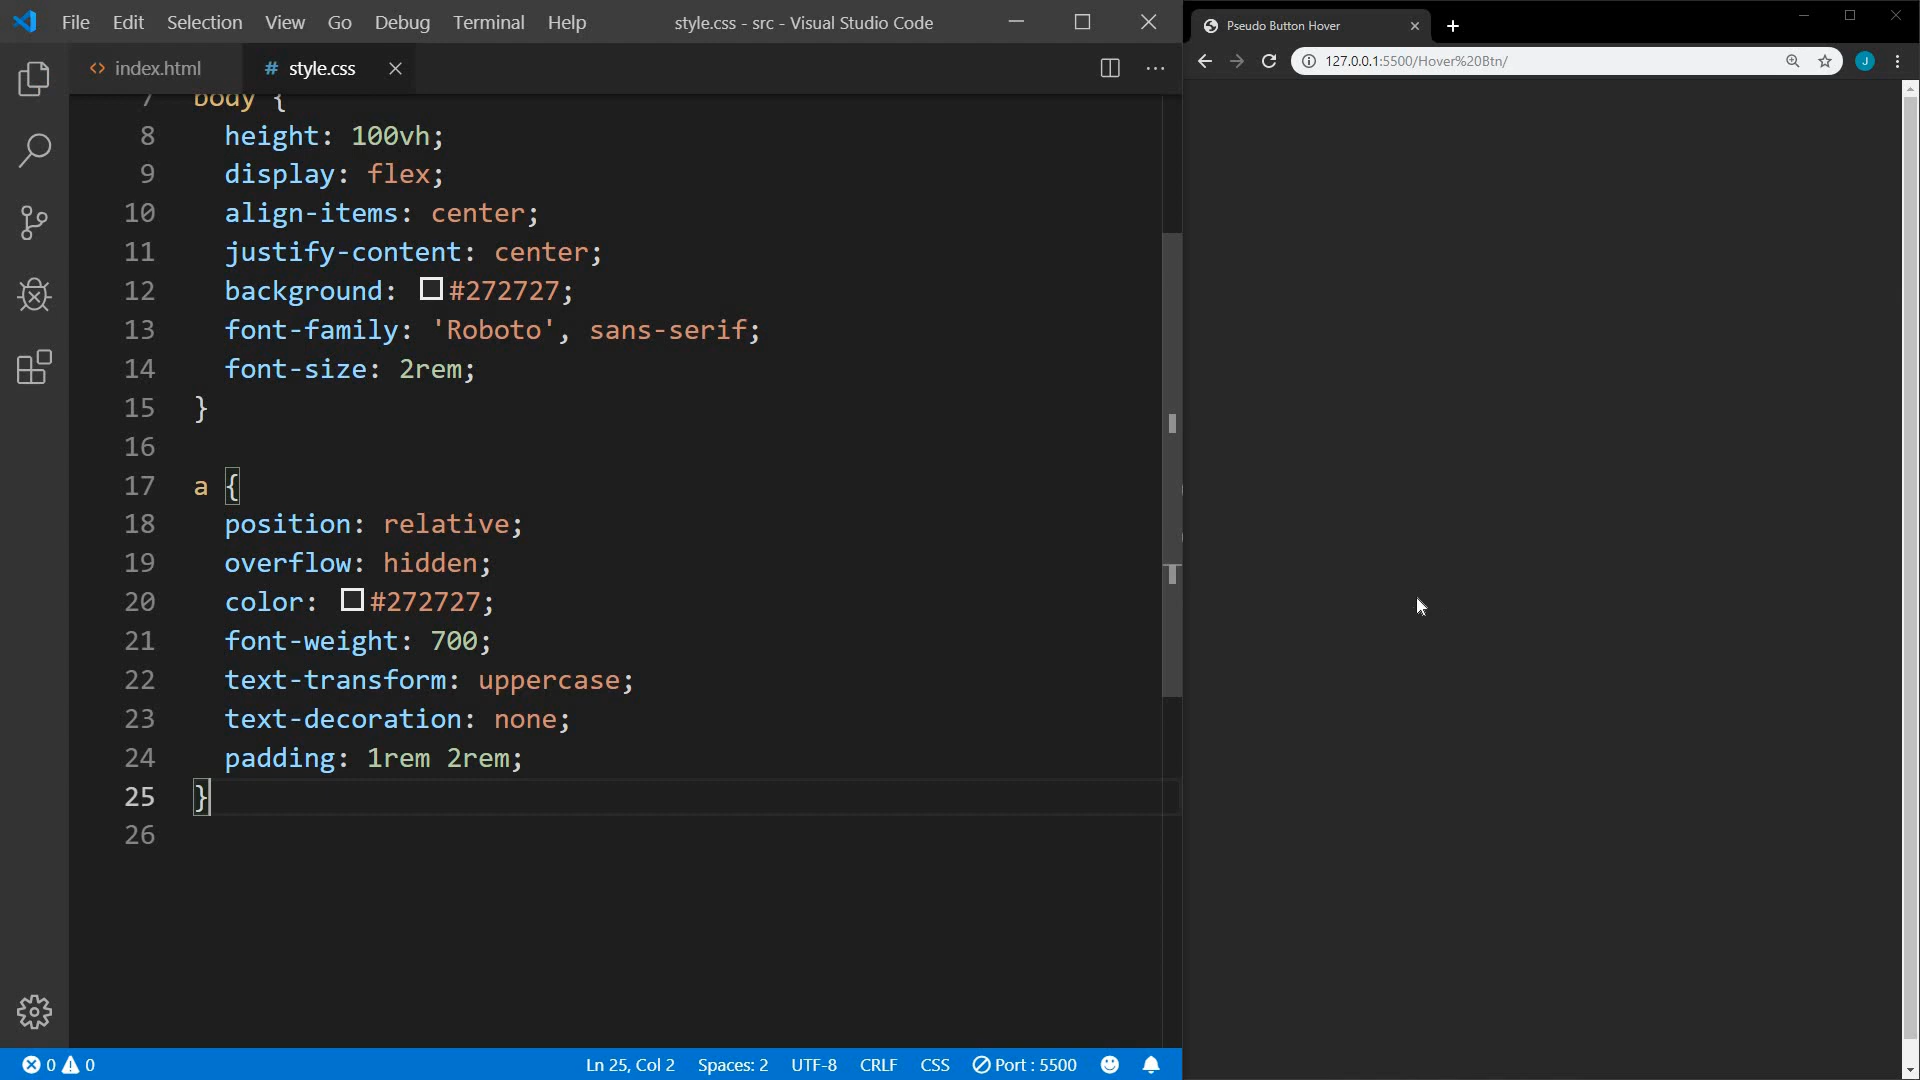 File Edit Selection View Go Debug Terminal Help style.css - src - Visual Studio Code
index.html # style.css
7 body {
8 height: 100vh;
9 display: flex;
10 align-items: center;
11 justify-content: center;
12 background: #272727;
13 font-family: 'Roboto', sans-serif;
14 font-size: 2rem;
15 }
16
17 a {
18 position: relative;
19 overflow: hidden;
20 color: #272727;
21 font-weight: 700;
22 text-transform: uppercase;
23 text-decoration: none;
24 padding: 1rem 2rem;
25 }
26
0 0 Ln 25, Col 2 Spaces: 2 UTF-8 CRLF CSS Port : 5500
Pseudo Button Hover
127.0.0.1:5500/Hover%20Btn/ J